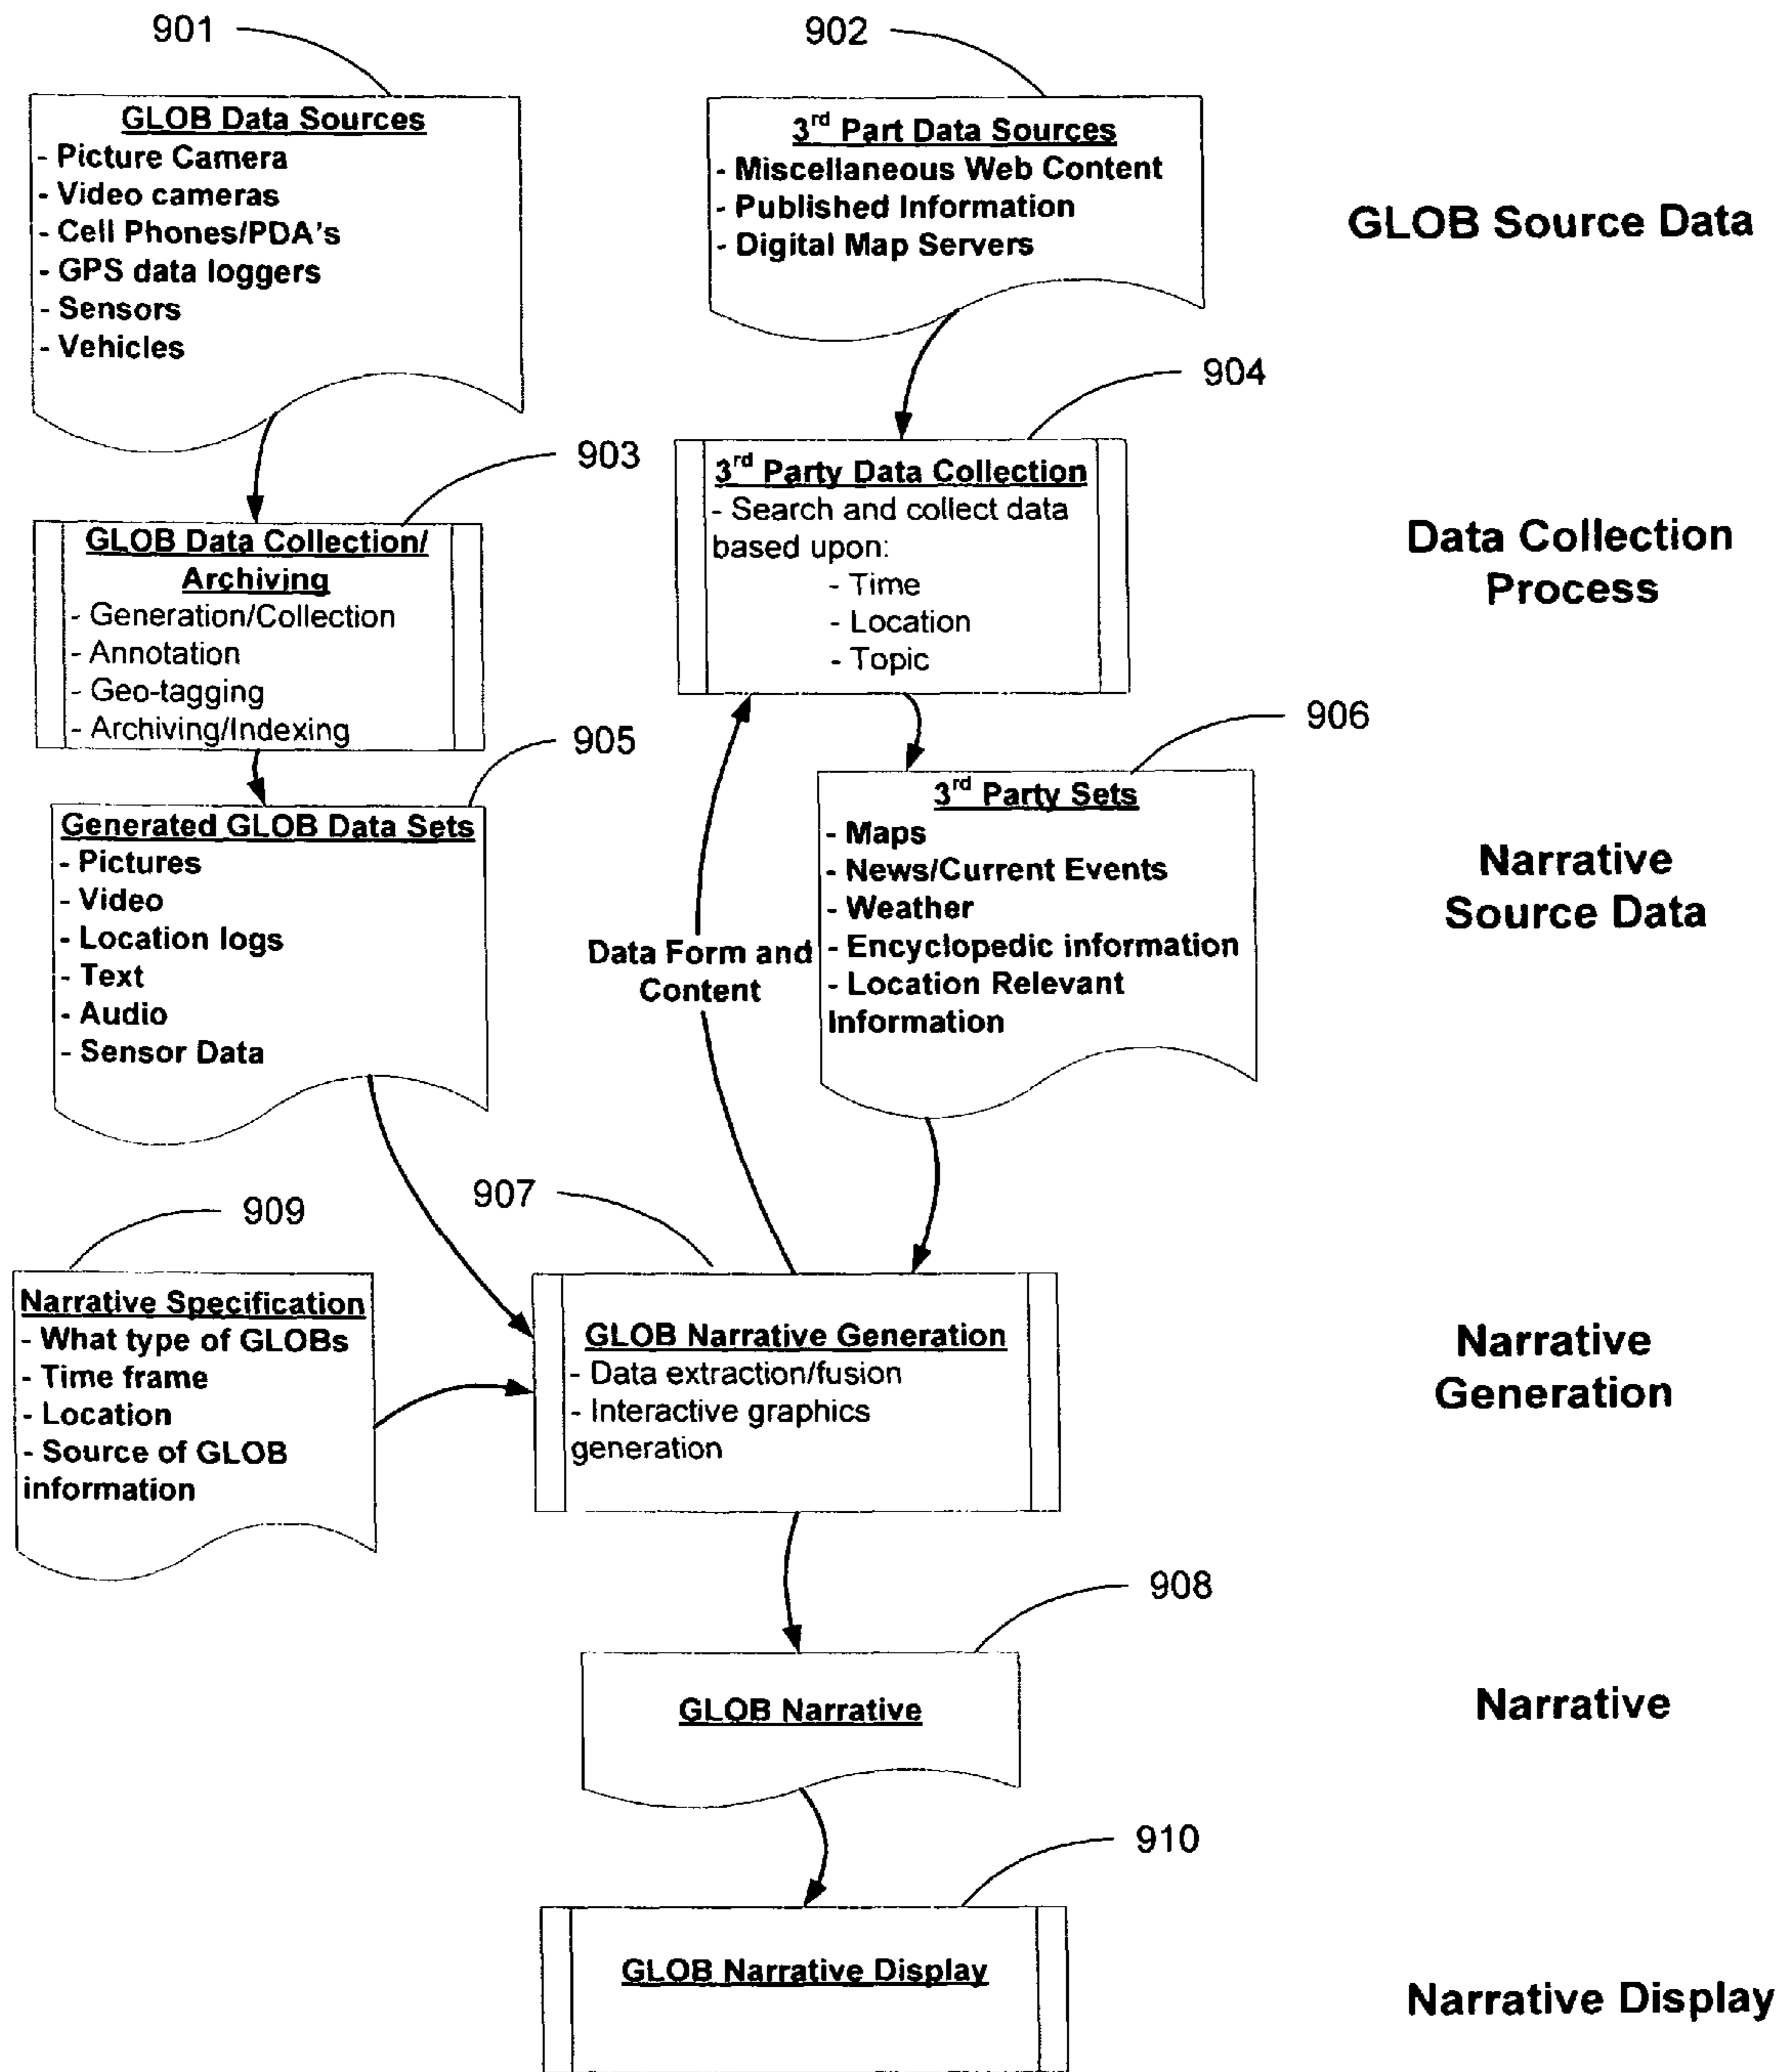 901
902
GLOB Data Sources
- Picture Camera
- Video cameras
- Cell Phones/PDA's
- GPS data loggers
- Sensors
- Vehicles
3rd Part Data Sources
- Miscellaneous Web Content
- Published Information
- Digital Map Servers
GLOB Source Data
903
904
GLOB Data Collection/
Archiving
- Generation/Collection
- Annotation
- Geo-tagging
- Archiving/Indexing
3rd Party Data Collection
- Search and collect data
based upon:
- Time
- Location
- Topic
Data Collection
Process
905
906
Generated GLOB Data Sets
- Pictures
- Video
- Location logs
- Text
- Audio
- Sensor Data
Data Form and
Content
3rd Party Sets
- Maps
- News/Current Events
- Weather
- Encyclopedic information
- Location Relevant
Information
Narrative
Source Data
909
907
Narrative Specification
- What type of GLOBs
- Time frame
- Location
- Source of GLOB
information
GLOB Narrative Generation
- Data extraction/fusion
- Interactive graphics
generation
Narrative
Generation
908
GLOB Narrative
Narrative
910
GLOB Narrative Display
Narrative Display